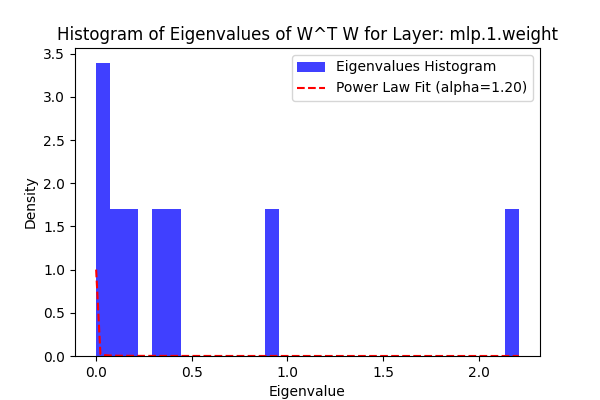 Histogram of Eigenvalues of W^T W for Layer: mlp.1.weight
Eigenvalues Histogram
Power Law Fit (alpha=1.20)
3.5
3.0
2.5
2.0
1.5
1.0
0.5
0.0
Density
0.0 0.5 1.0 1.5 2.0
Eigenvalue